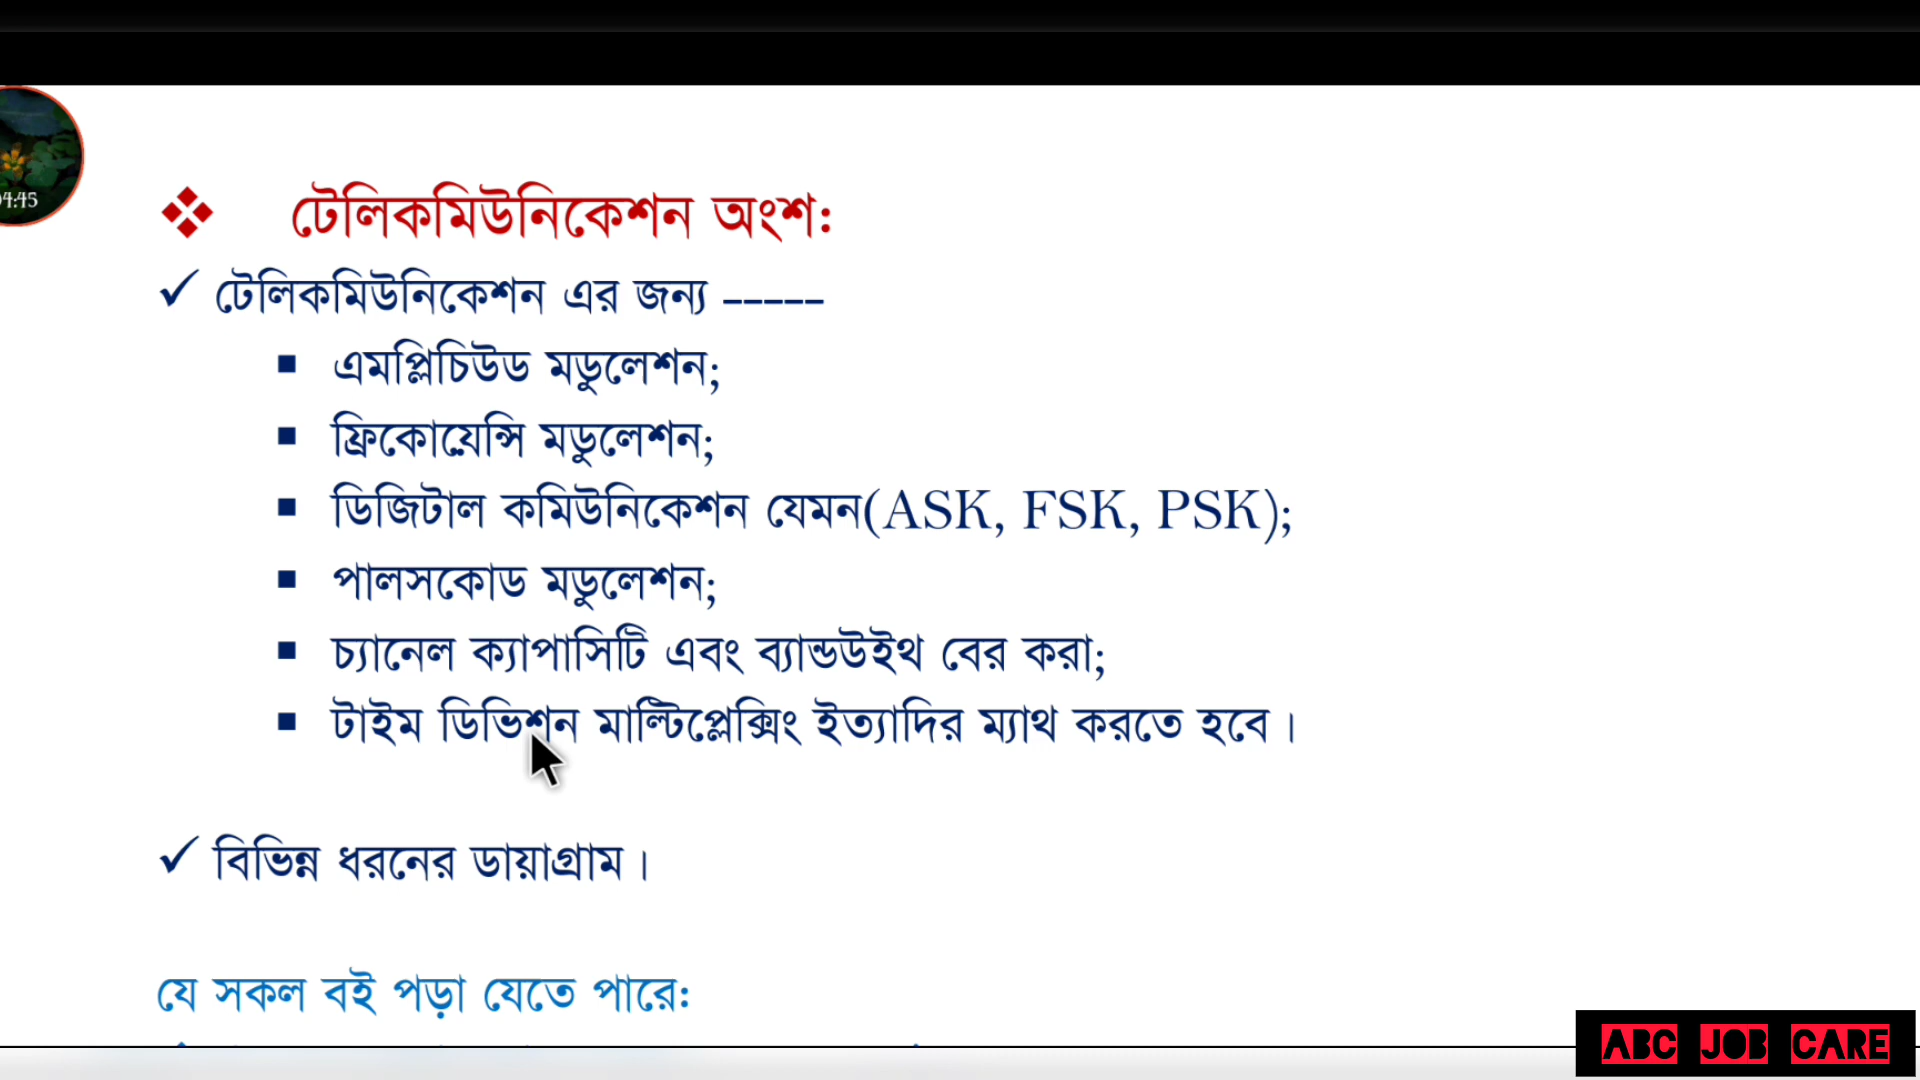 04:45
❖ টেলিকমিউনিকেশন অংশ:
✓ টেলিকমিউনিকেশন এর জন্য -----
▪ এমপ্লিচিউড মডুলেশন;
▪ ফ্রিকোয়েন্সি মডুলেশন;
▪ ডিজিটাল কমিউনিকেশন যেমন(ASK, FSK, PSK);
▪ পালসকোড মডুলেশন;
▪ চ্যানেল ক্যাপাসিটি এবং ব্যান্ডউইথ বের করা;
▪ টাইম ডিভিশন মাল্টিপ্লেক্সিং ইত্যাদির ম্যাথ করতে হবে।
✓ বিভিন্ন ধরনের ডায়াগ্রাম।
যে সকল বই পড়া যেতে পারে:
ABC JOB CARE